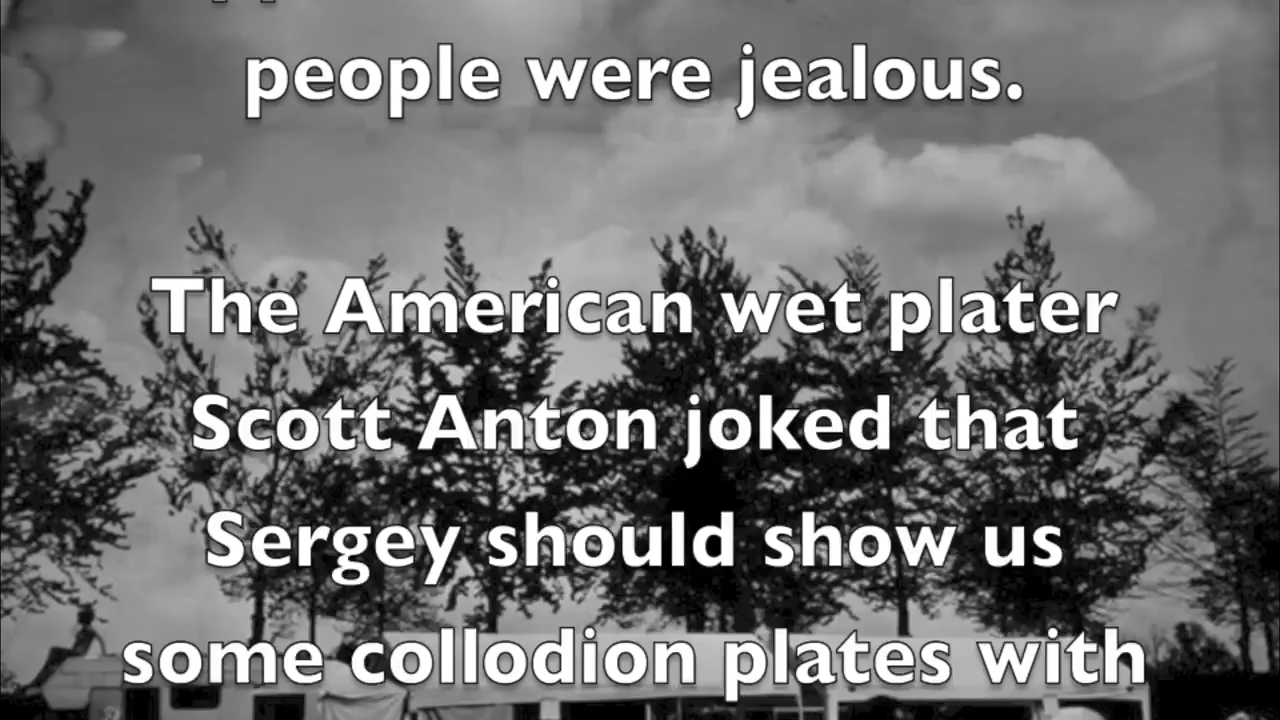 people were jealous.
The American wet plater
Scott Anton joked that
Sergey should show us
some collodion plates with